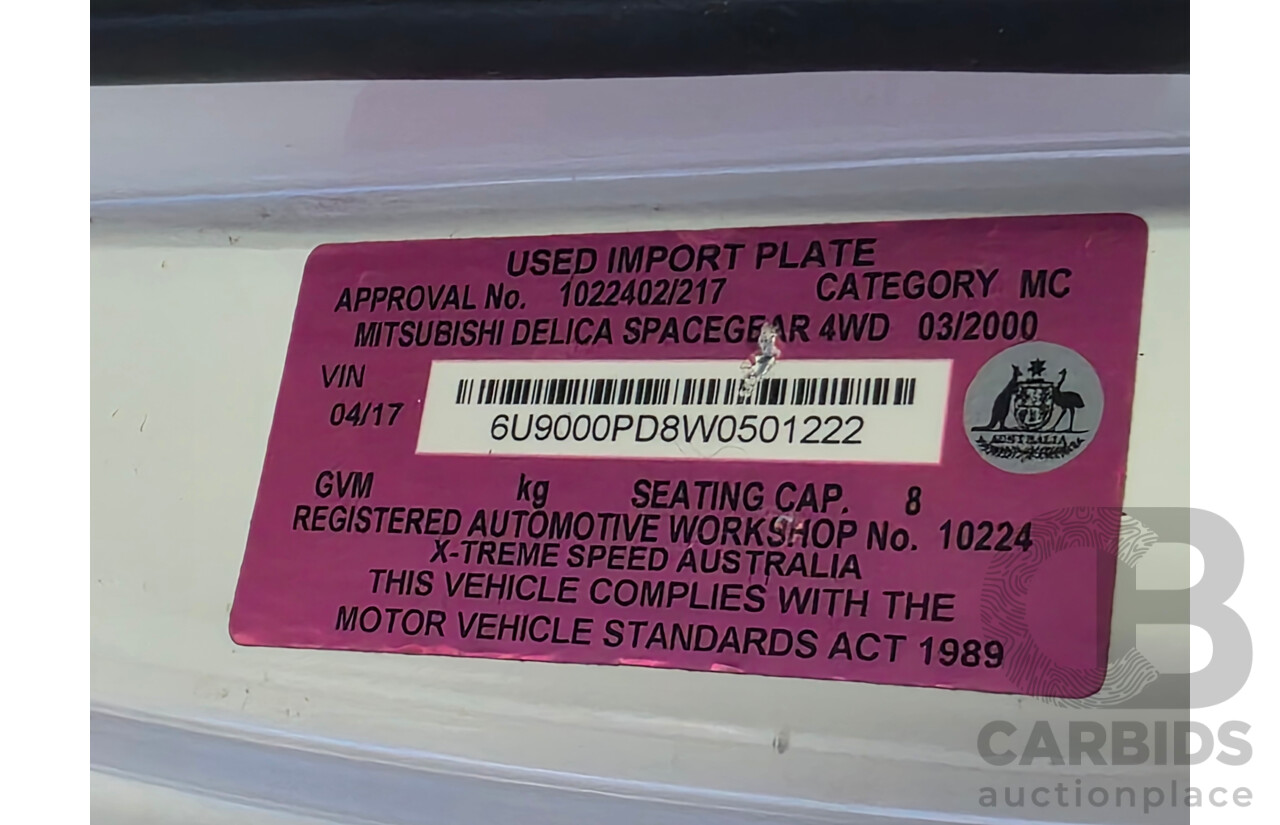 USED IMPORT PLATE
APPROVAL No. 1022402/217 CATEGORY MC
MITSUBISHI DELICA SPACEGEAR 4WD 03/2000
VIN
04/17
6U9000PD8W0501222
AUSTRALIA
GVM kg SEATING CAP. 8
REGISTERED AUTOMOTIVE WORKSHOP No. 10224
X-TREME SPEED AUSTRALIA
THIS VEHICLE COMPLIES WITH THE
MOTOR VEHICLE STANDARDS ACT 1989
CB
CARBIDS
auctionplace